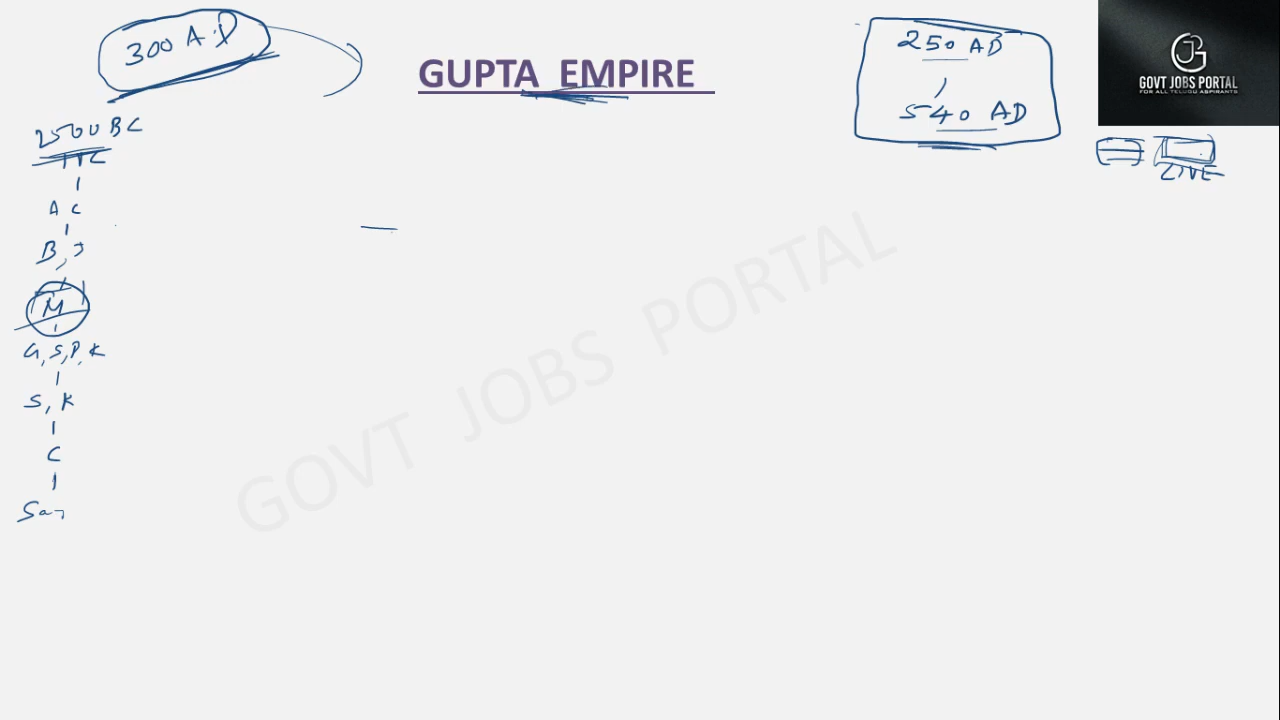 300 A.D
GUPTA EMPIRE
250 AD
540 AD
GOVT JOBS PORTAL
FOR ALL TELUGU ASPIRANTS
LIVE
2500 BC
A C
B, J
M
G, S, P, K
S, K
C
GOVT JOBS PORTAL